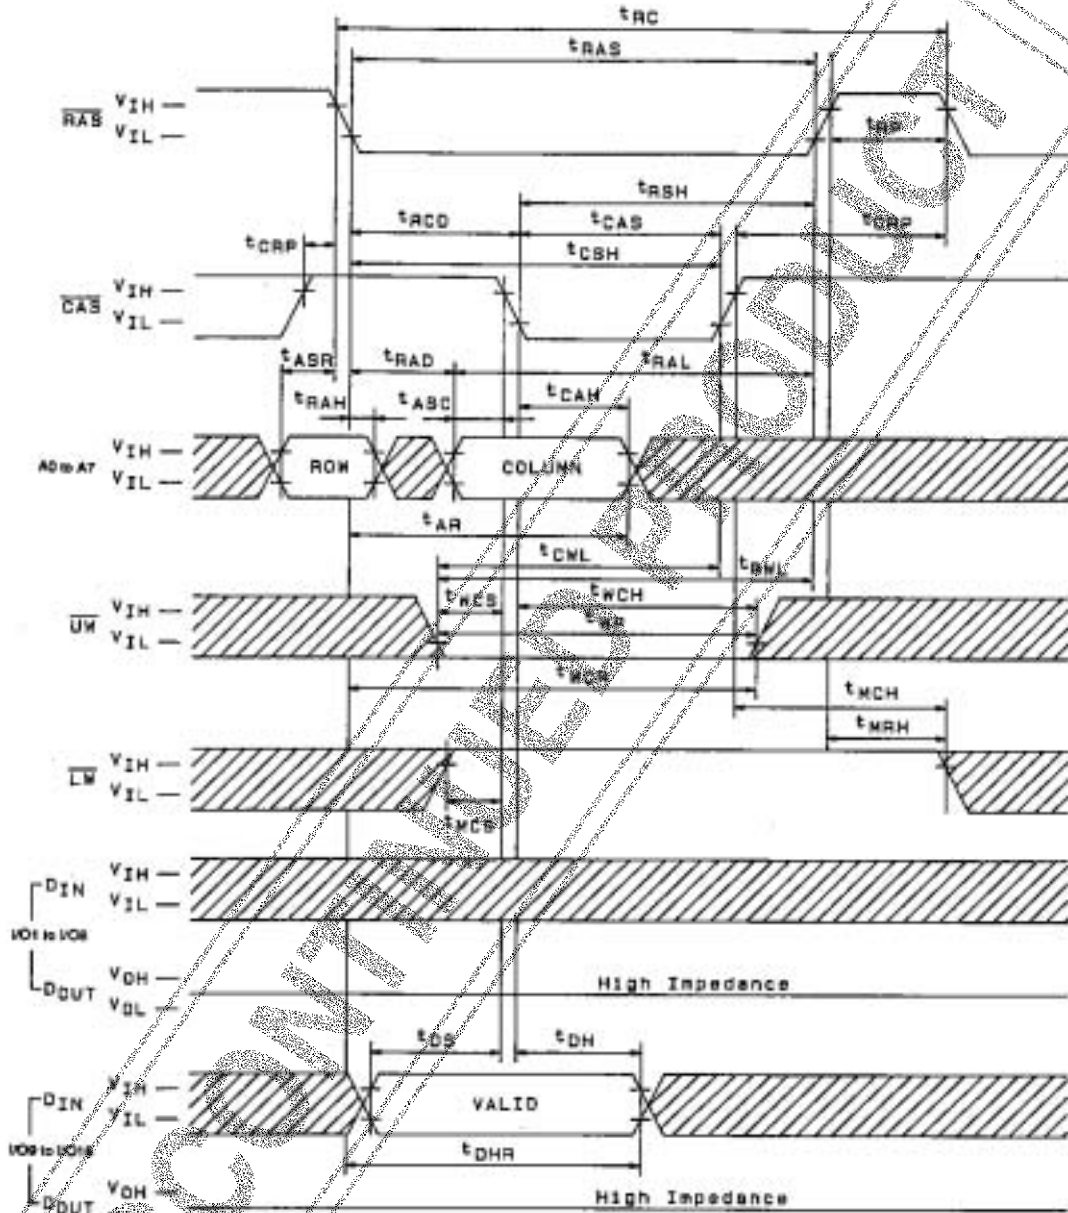 tRC
tRAS
RAS
VIH
VIL
tRP
tRSH
tRCD
tCAS
tCRP
tCRP
tCSH
CAS
VIH
VIL
tASR
tRAD
tRAL
tRAH
tASC
tCAH
A0 to A7
VIH
VIL
ROW
COLUMN
tAR
tCWL
tRWL
UW
VIH
VIL
tWCS
tWCH
tWP
tWCR
tMCH
tMRH
LW
VIH
VIL
tMCS
DIN
VIH
VIL
I/O1 to I/O8
DOUT
VOH
VOL
High Impedance
tDS
tDH
DIN
VIH
VIL
VALID
I/O9 to I/O16
tDHR
DOUT
VOH
High Impedance
DISCONTINUED PRODUCT